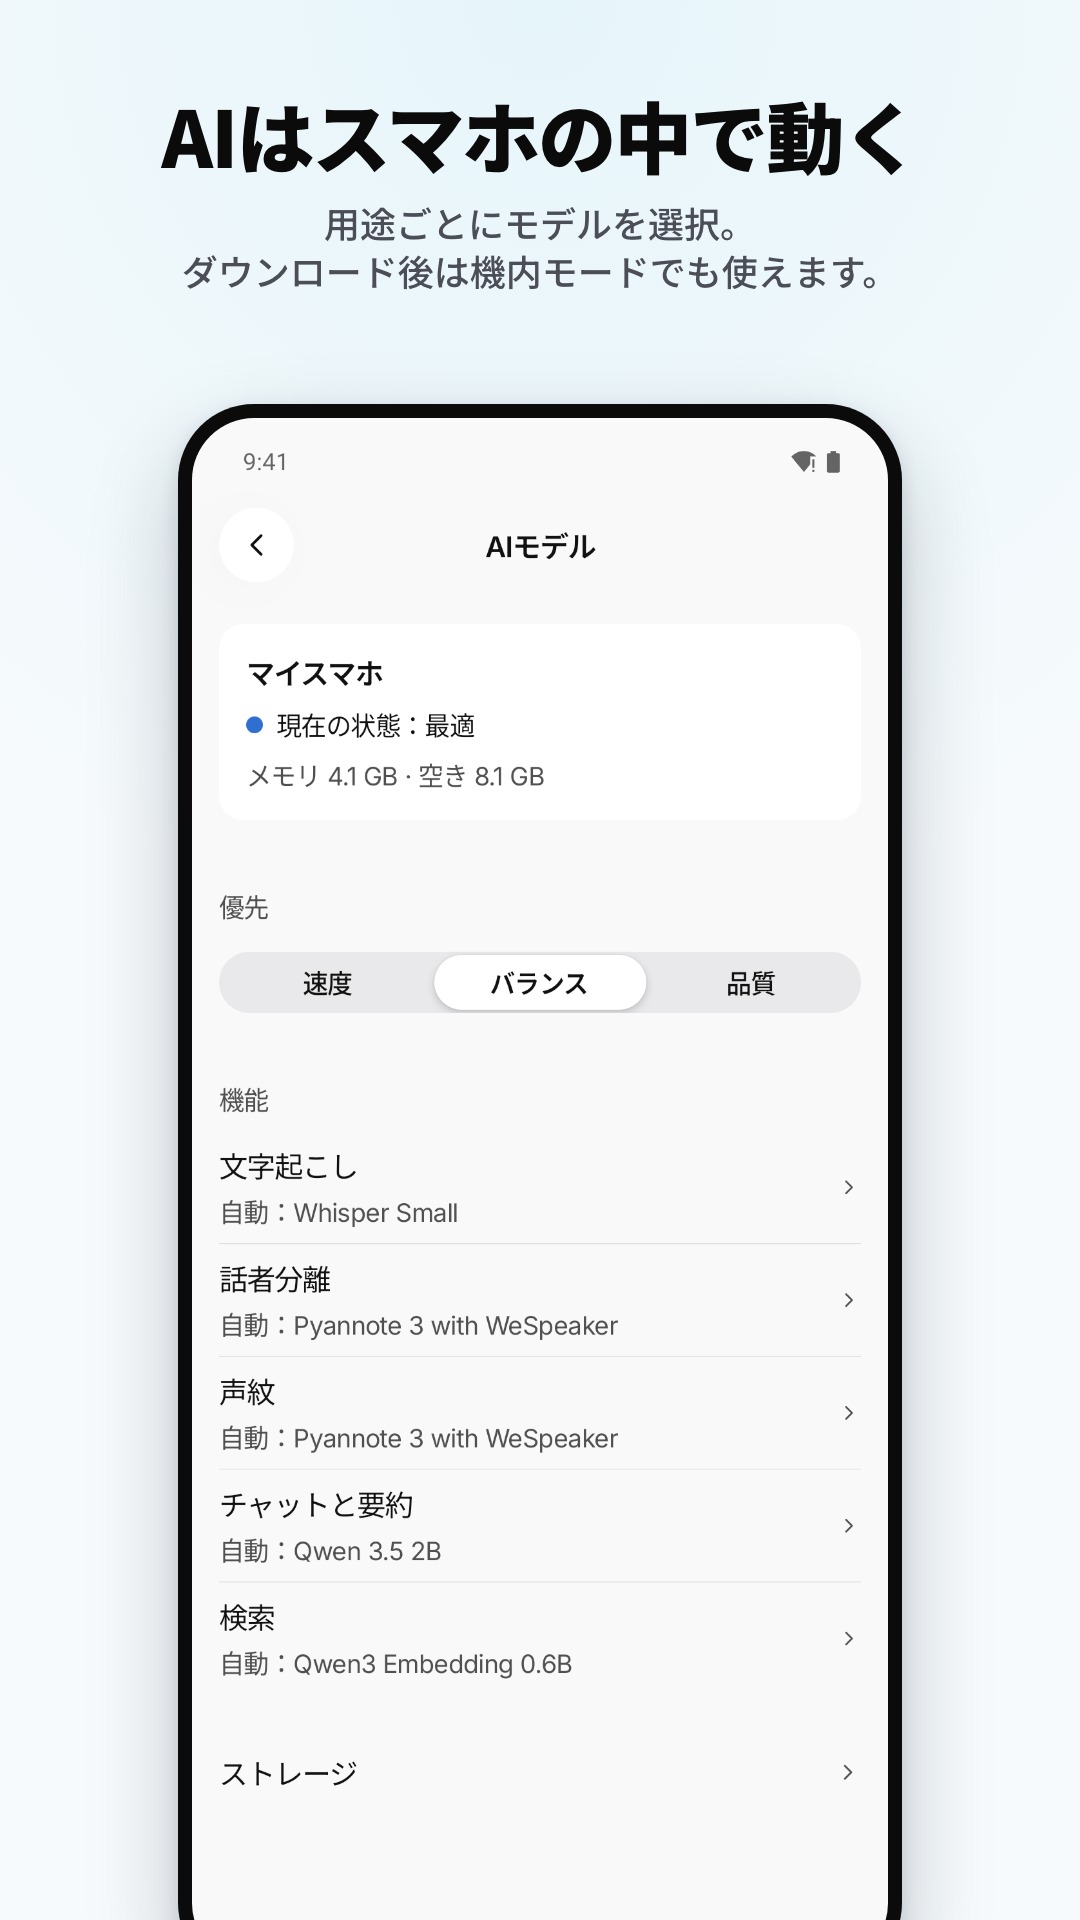 AIはスマホの中で動く
用途ごとにモデルを選択。
ダウンロード後は機内モードでも使えます。
9:41
AIモデル
マイスマホ
現在の状態：最適
メモリ 4.1 GB · 空き 8.1 GB
優先
速度
バランス
品質
機能
文字起こし
自動：Whisper Small
話者分離
自動：Pyannote 3 with WeSpeaker
声紋
自動：Pyannote 3 with WeSpeaker
チャットと要約
自動：Qwen 3.5 2B
検索
自動：Qwen3 Embedding 0.6B
ストレージ